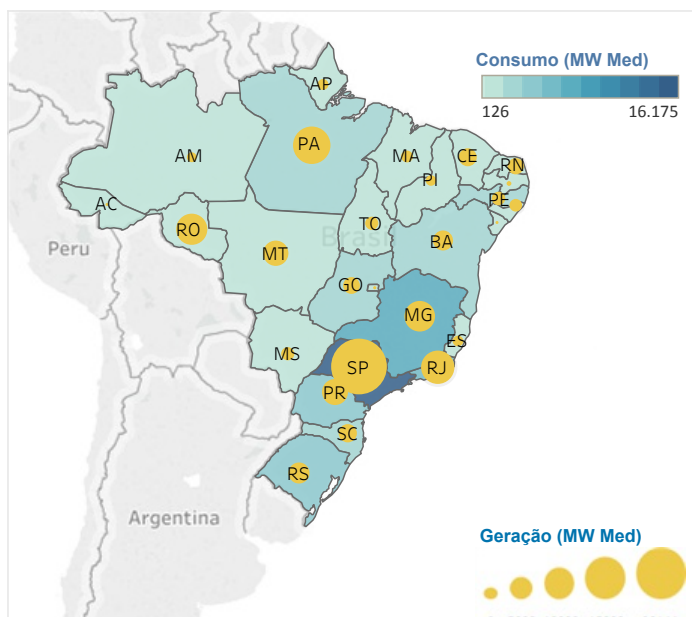 Consumo (MW Med)
126
16.175
AP
PA
AM
MA
CE
RN
PI
PE
AC
TO
RO
Brasil
BA
MT
Peru
GO
MG
ES
MS
SP
RJ
PR
SC
RS
Argentina
Geração (MW Med)